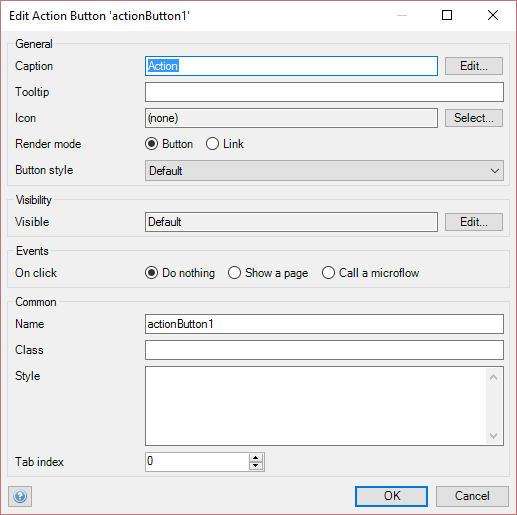 Edit Action Button 'actionButton1'
General
Caption Action Edit...
Tooltip
Icon (none) Select...
Render mode Button Link
Button style Default
Visibility
Visible Default Edit...
Events
On click Do nothing Show a page Call a microflow
Common
Name actionButton1
Class
Style
Tab index 0
? OK Cancel